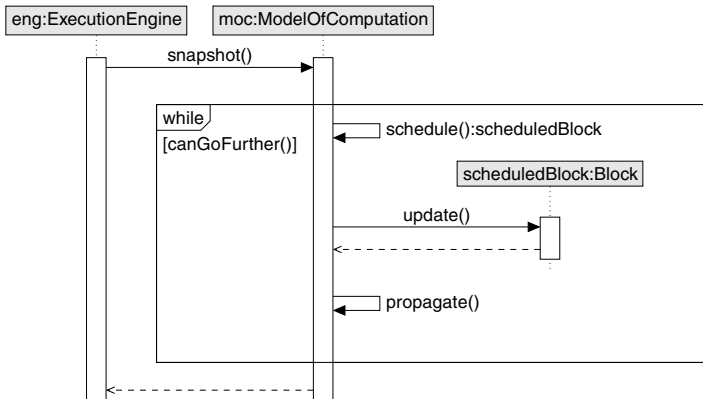 eng:ExecutionEngine
moc:ModelOfComputation
snapshot()
while
[canGoFurther()]
schedule():scheduledBlock
scheduledBlock:Block
update()
propagate()